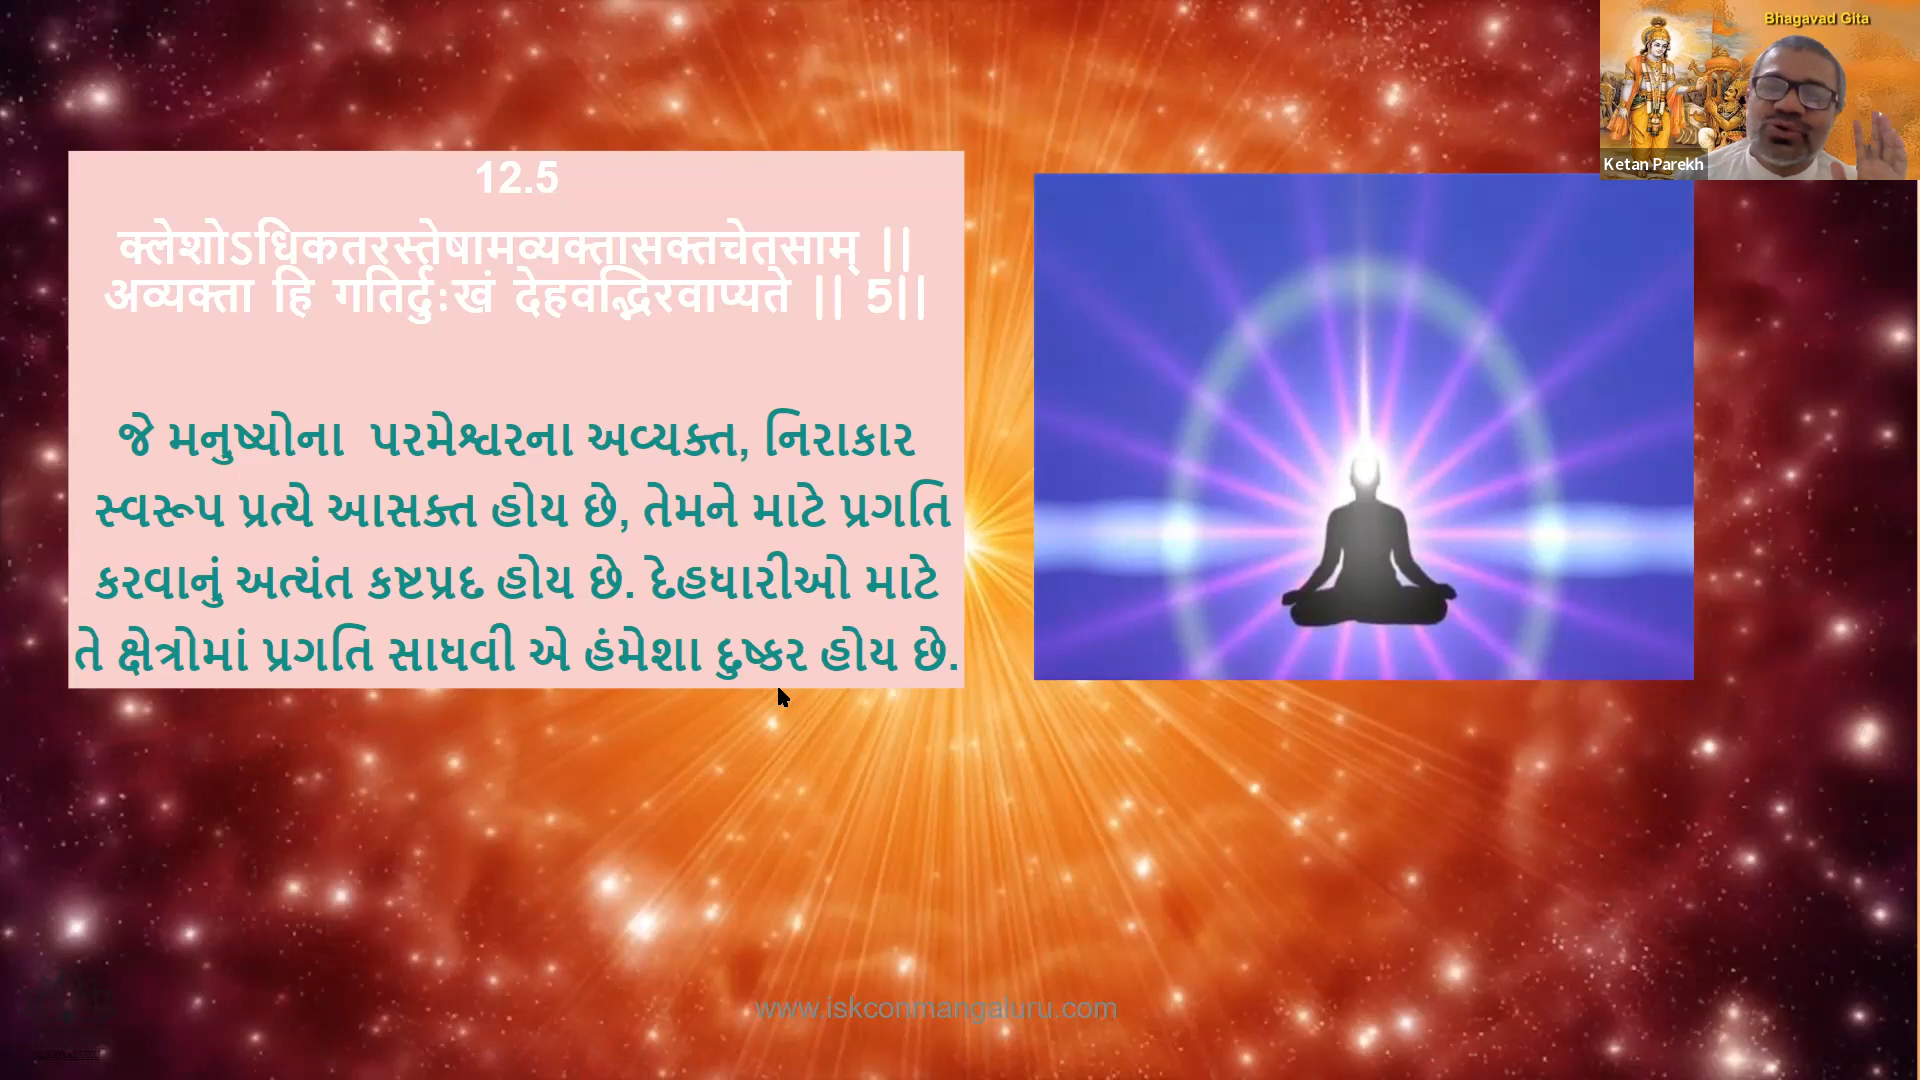 Bhagavad Gita
Ketan Parekh
12.5
क्लेशोऽधिकतरस्तेषामव्यक्तासक्तचेतसाम् ||
अव्यक्ता हि गतिर्दु:खं देहवद्भिरवाप्यते || 5||
જે મનુષ્યોના પરમેશ્વરના અવ્યક્ત, નિરાકાર
સ્વરૂપ પ્રત્યે આસક્ત હોય છે, તેમને માટે પ્રગતિ
કરવાનું અત્યંત કષ્ટપ્રદ હોય છે. દેહધારીઓ માટે
તે ક્ષેત્રોમાં પ્રગતિ સાધવી એ હંમેશા દુષ્કર હોય છે.
www.iskconmangaluru.com